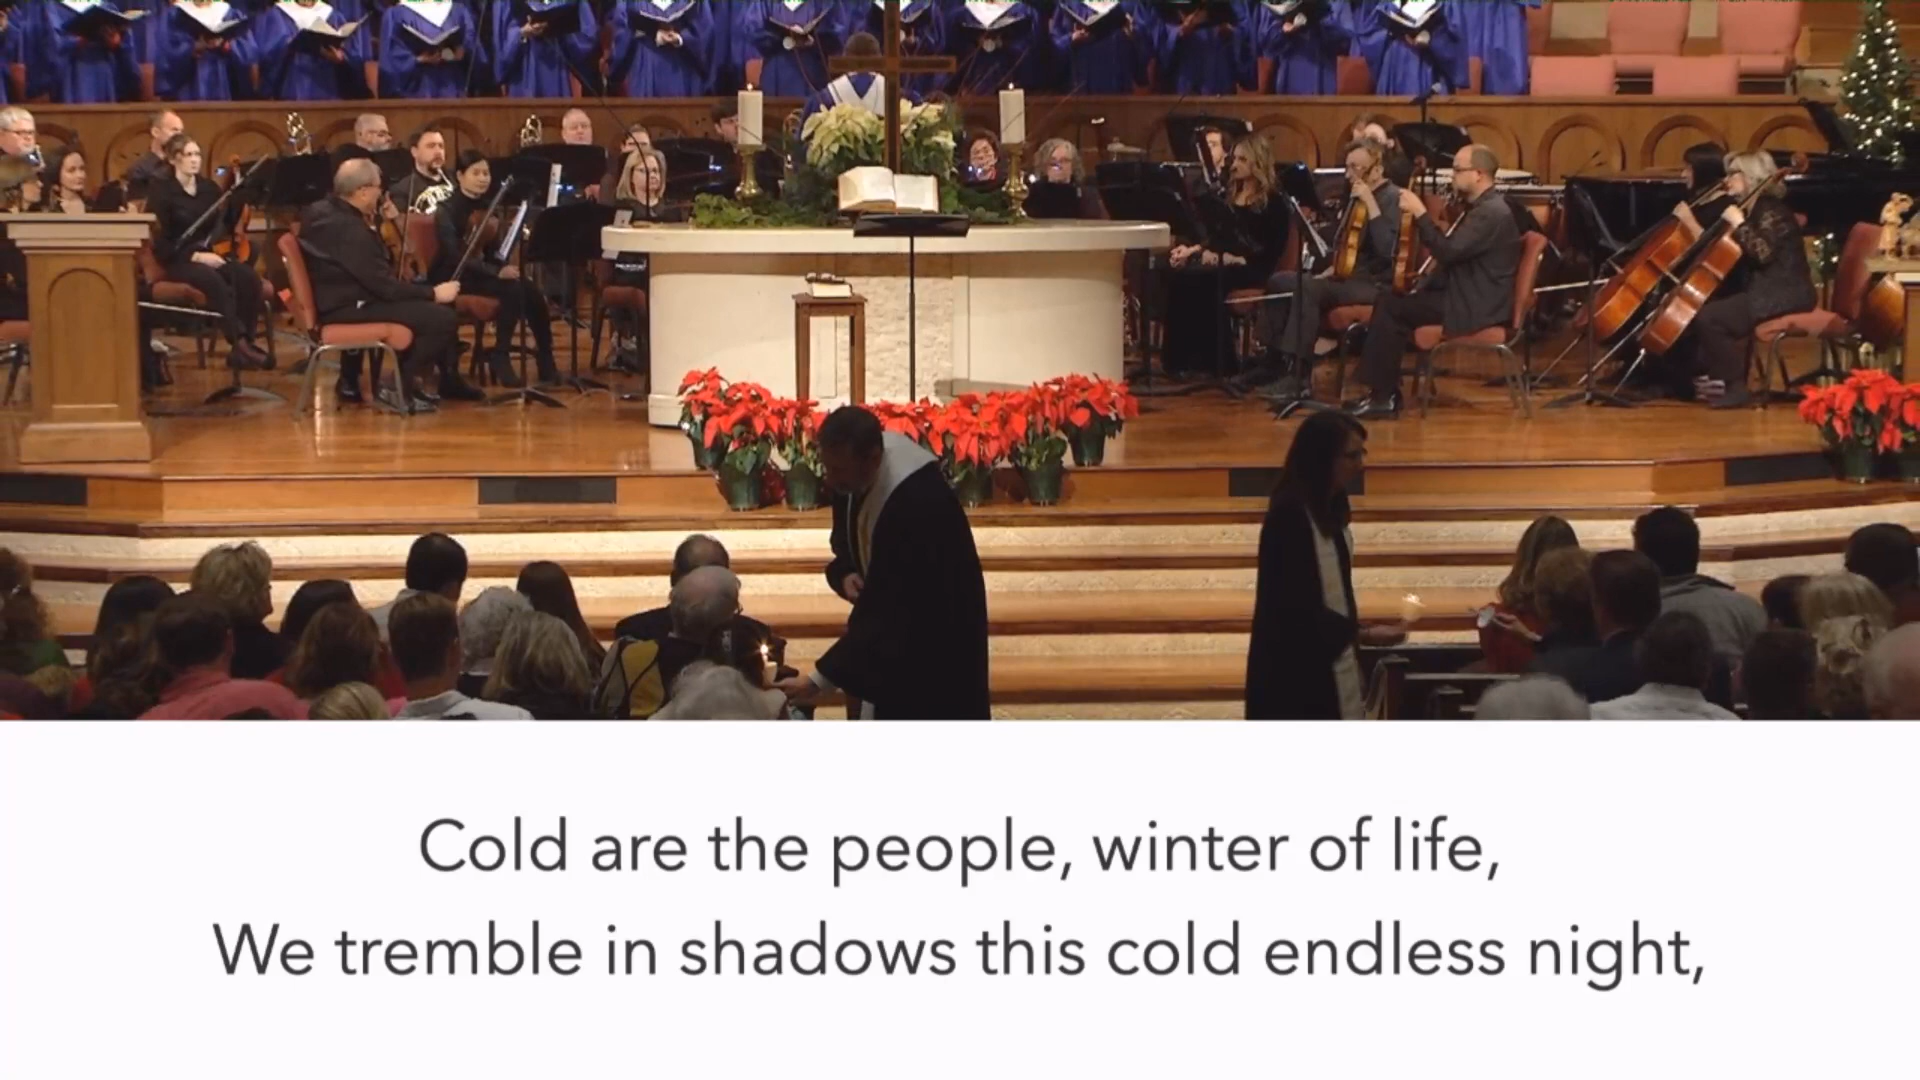 Cold are the people, winter of life,
We tremble in shadows this cold endless night,